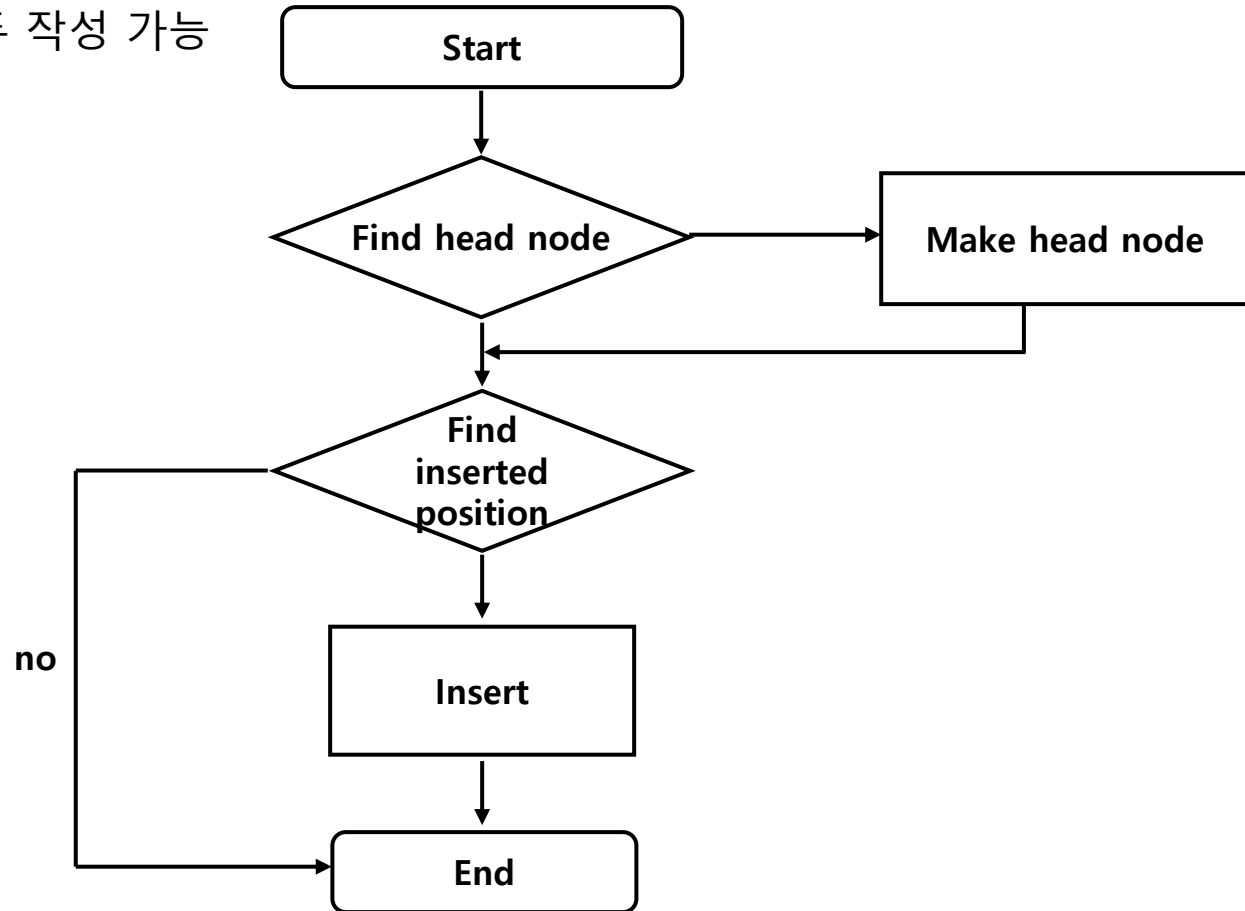 작성 가능
Start
Find head node
Make head node
Find
inserted
position
no
Insert
End